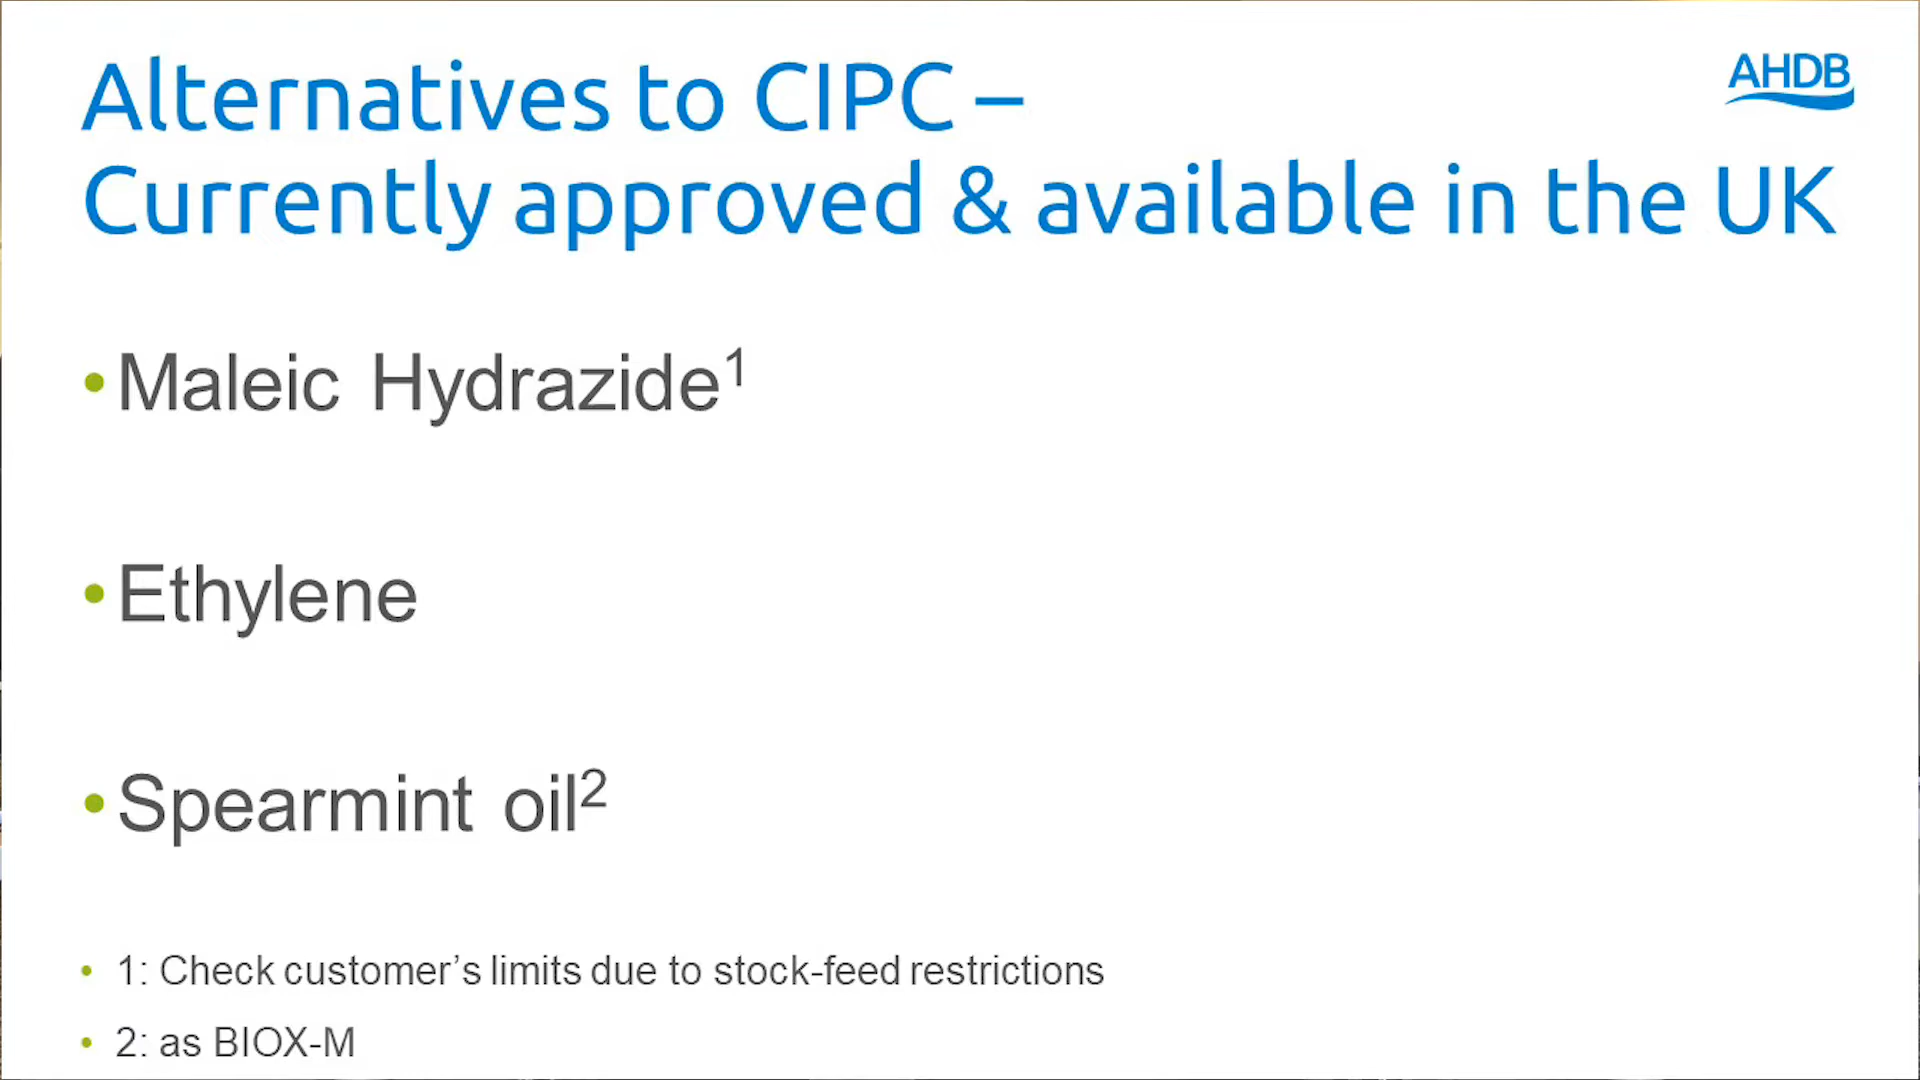 Alternatives to CIPC –
AHDB
Currently approved & available in the UK
• Maleic Hydrazide¹
• Ethylene
• Spearmint oil²
• 1: Check customer’s limits due to stock-feed restrictions
• 2: as BIOX-M